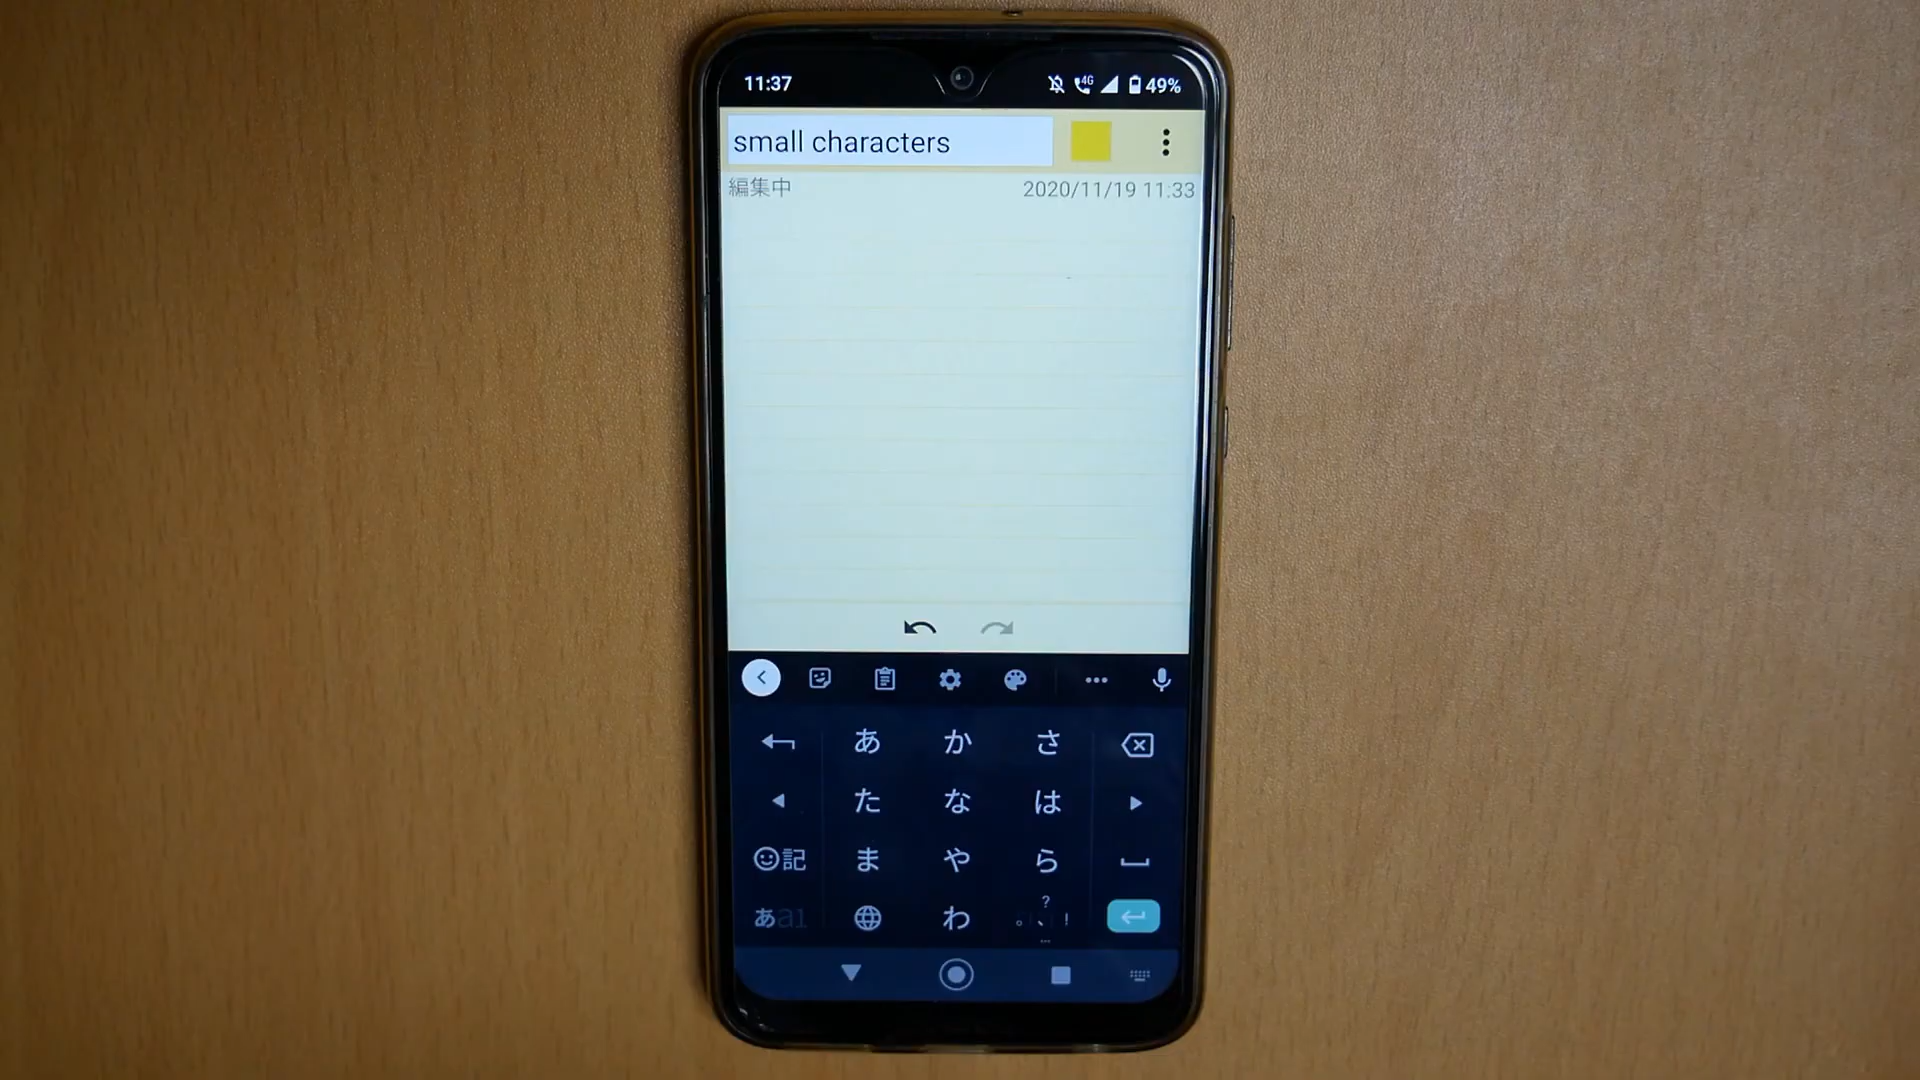 11:37
4G
49%
small characters
編集中
2020/11/19 11:33
あ か さ
た な は
記 ま や ら
あa1 わ 。?、!…